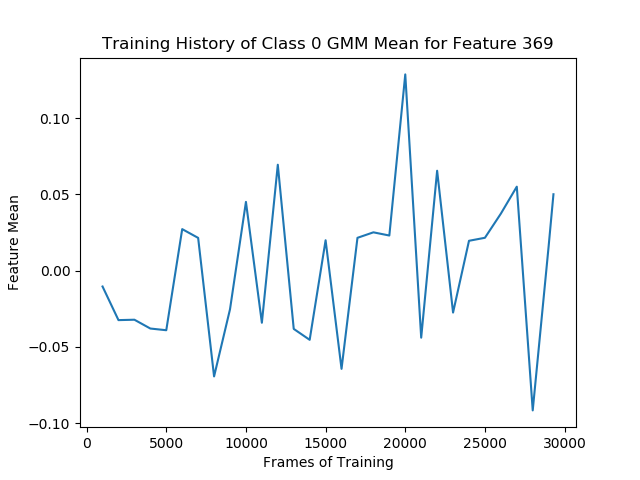 Training History of Class 0 GMM Mean for Feature 369
0.10
0.05
0.00
−0.05
−0.10
Feature Mean
0 5000 10000 15000 20000 25000 30000
Frames of Training